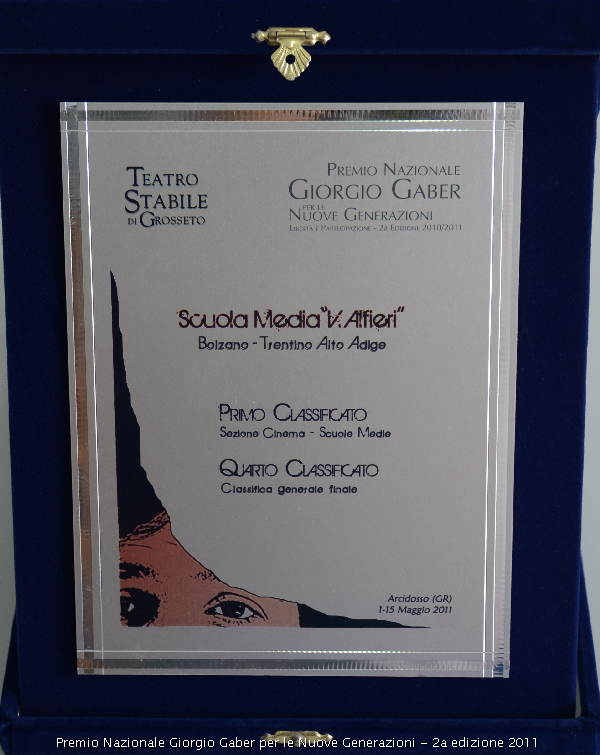 TEATRO
STABILE
DI GROSSETO
PREMIO NAZIONALE
GIORGIO GABER
PER LE
NUOVE GENERAZIONI
LIBERTÀ E PARTECIPAZIONE - 2a EDIZIONE 2010/2011
Scuola Media "V. Alfieri"
Bolzano - Trentino Alto Adige
PRIMO CLASSIFICATO
Sezione Cinema - Scuole Medie
QUARTO CLASSIFICATO
Classifica generale finale
Arcidosso (GR)
1-15 Maggio 2011
Premio Nazionale Giorgio Gaber per le Nuove Generazioni - 2a edizione 2011